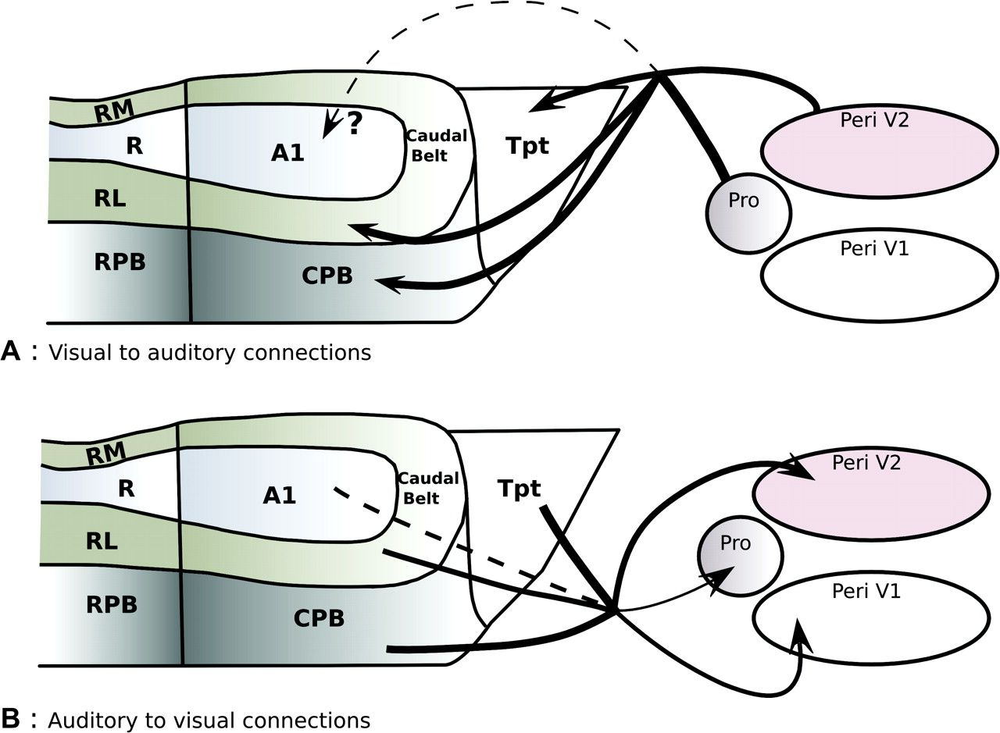 RM
R
A1
?
Caudal
Belt
Tpt
Peri V2
RL
Pro
RPB
CPB
Peri V1
A : Visual to auditory connections
RM
R
A1
Caudal
Belt
Tpt
Peri V2
RL
Pro
RPB
CPB
Peri V1
B : Auditory to visual connections